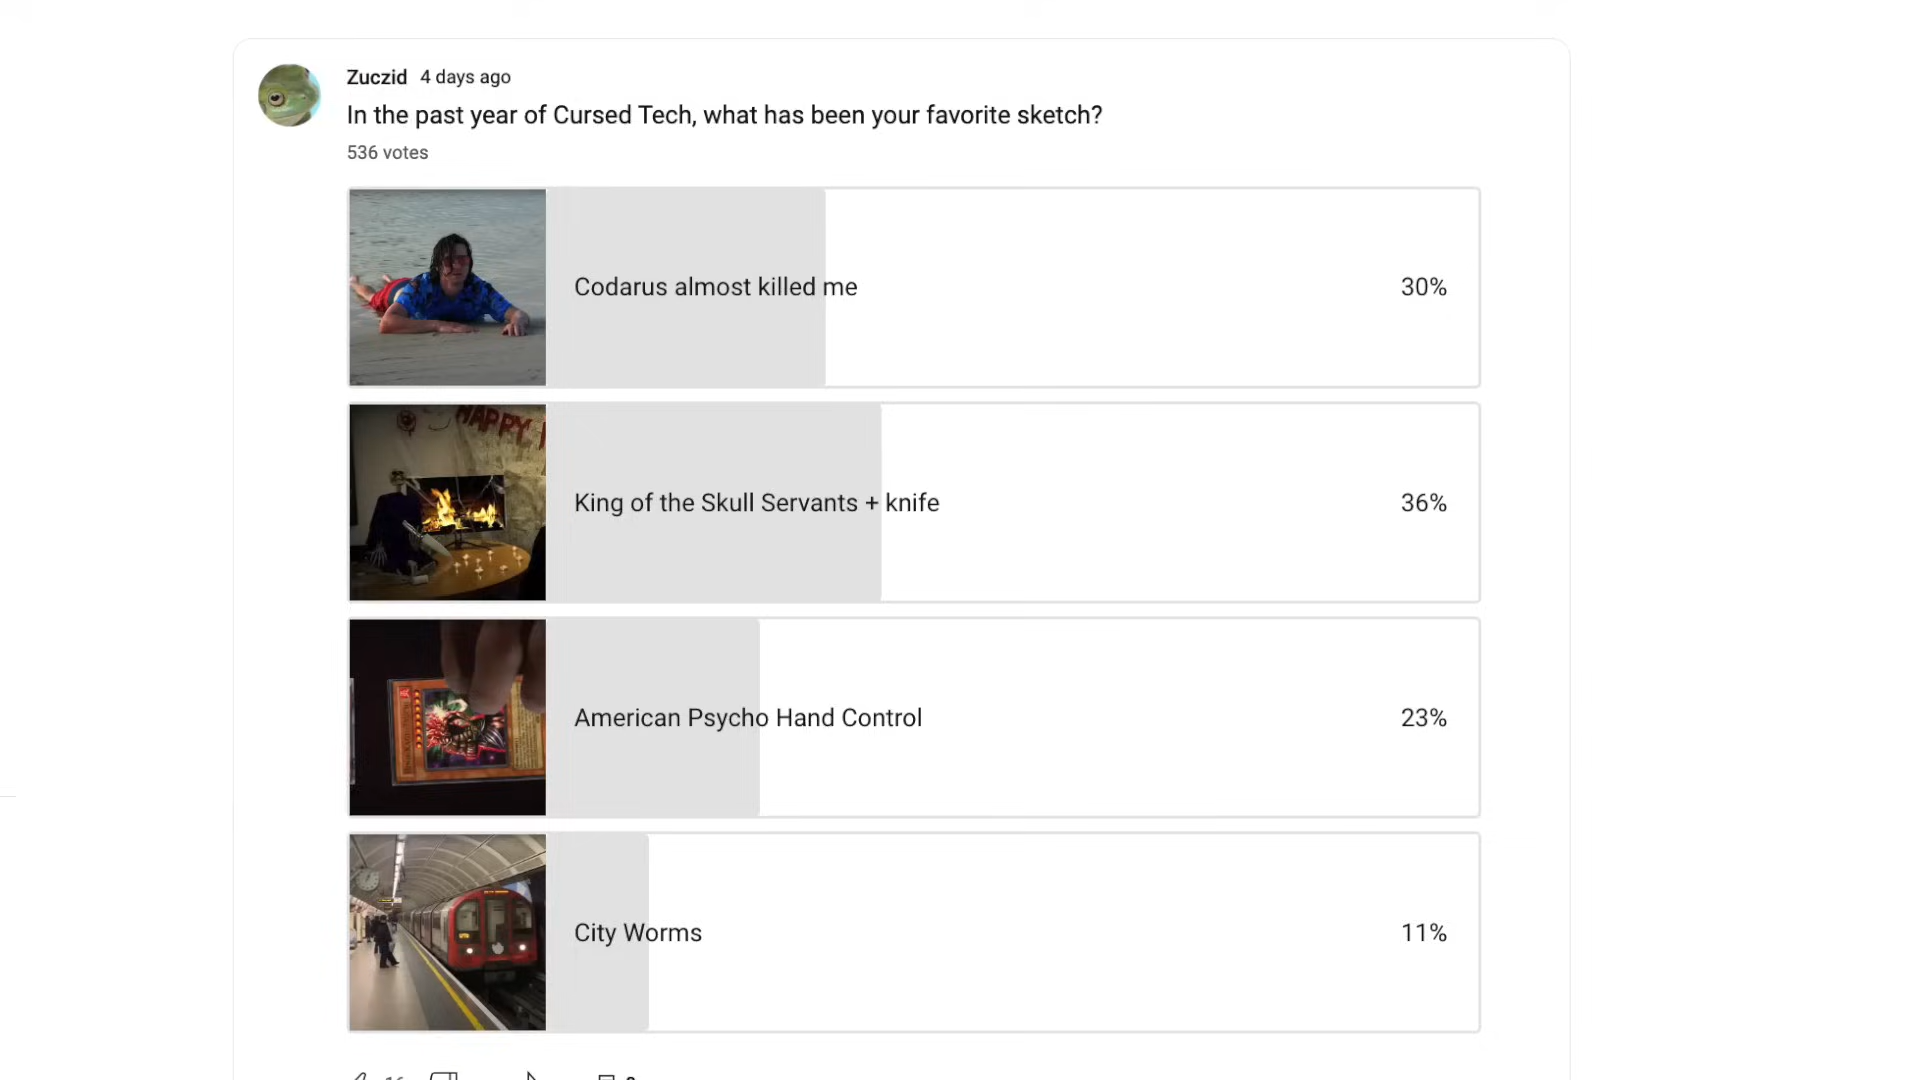 Zuczid 4 days ago
In the past year of Cursed Tech, what has been your favorite sketch?
536 votes
Codarus almost killed me 30%
HAPPY
King of the Skull Servants + knife 36%
American Psycho Hand Control 23%
City Worms 11%